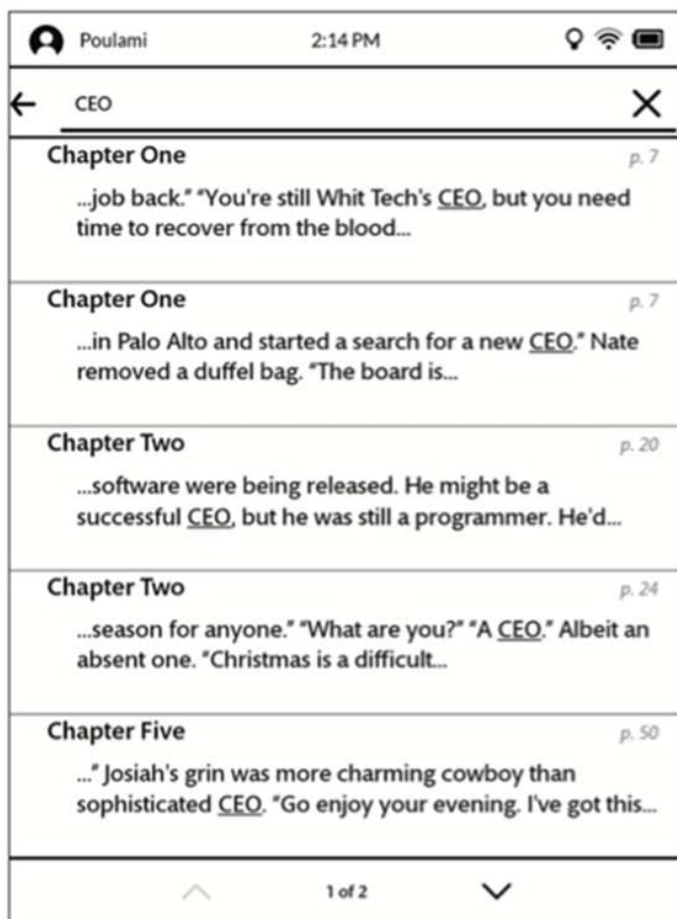 Poulami 2:14 PM
CEO
Chapter One p. 7
...job back." "You're still Whit Tech's CEO, but you need
time to recover from the blood...
Chapter One p. 7
...in Palo Alto and started a search for a new CEO." Nate
removed a duffel bag. "The board is...
Chapter Two p. 20
...software were being released. He might be a
successful CEO, but he was still a programmer. He'd...
Chapter Two p. 24
...season for anyone." "What are you?" "A CEO." Albeit an
absent one. "Christmas is a difficult...
Chapter Five p. 50
..." Josiah's grin was more charming cowboy than
sophisticated CEO. "Go enjoy your evening. I've got this...
1 of 2